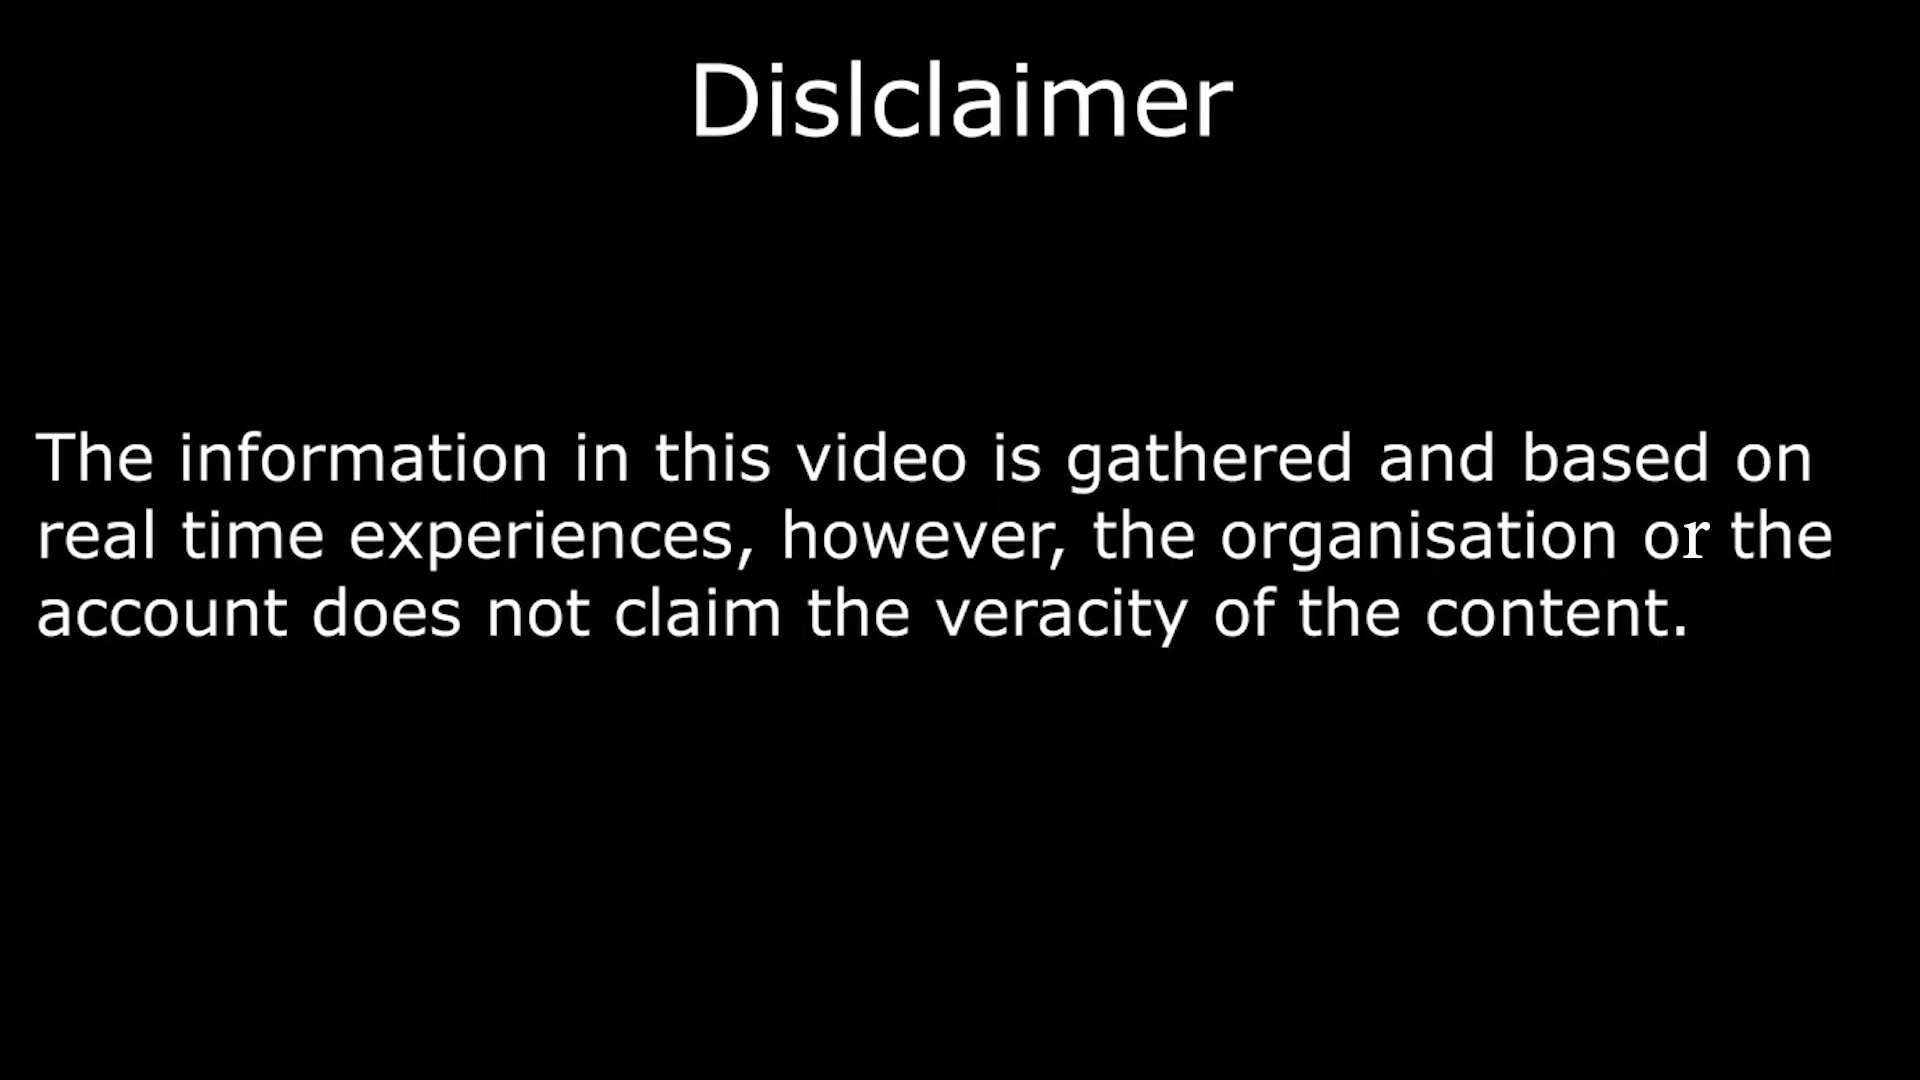 Dislclaimer
The information in this video is gathered and based on
real time experiences, however, the organisation or the
account does not claim the veracity of the content.